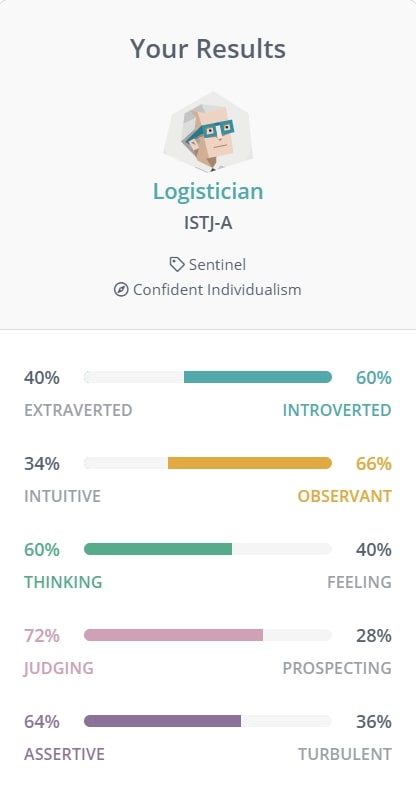 Your Results
Logistician
ISTJ-A
Sentinel
Confident Individualism
40% 60%
EXTRAVERTED INTROVERTED
34% 66%
INTUITIVE OBSERVANT
60% 40%
THINKING FEELING
72% 28%
JUDGING PROSPECTING
64% 36%
ASSERTIVE TURBULENT